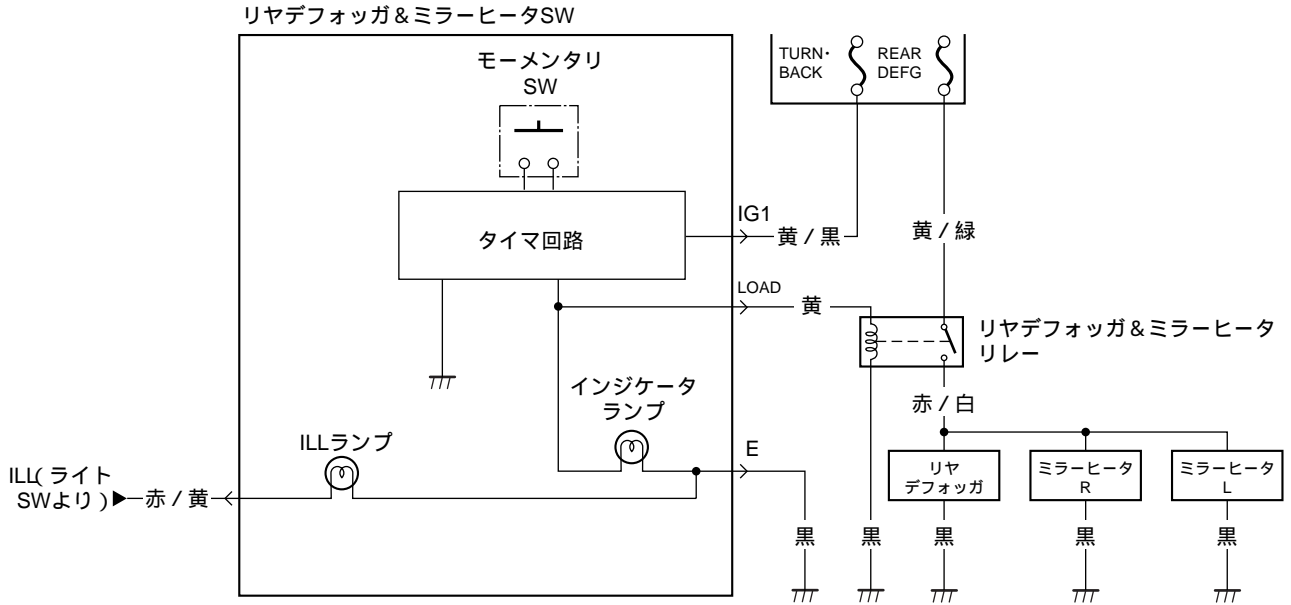 リヤデフォッガ＆ミラーヒータSW
モーメンタリ
SW
TURN・
BACK
REAR
DEFG
タイマ回路
IG1
黄 / 黒
黄 / 緑
LOAD
黄
リヤデフォッガ＆ミラーヒータ
リレー
インジケータ
ランプ
赤 / 白
ILLランプ
E
ILL( ライト
SWより )
赤 / 黄
リヤ
デフォッガ
ミラーヒータ
R
ミラーヒータ
L
黒
黒
黒
黒
黒